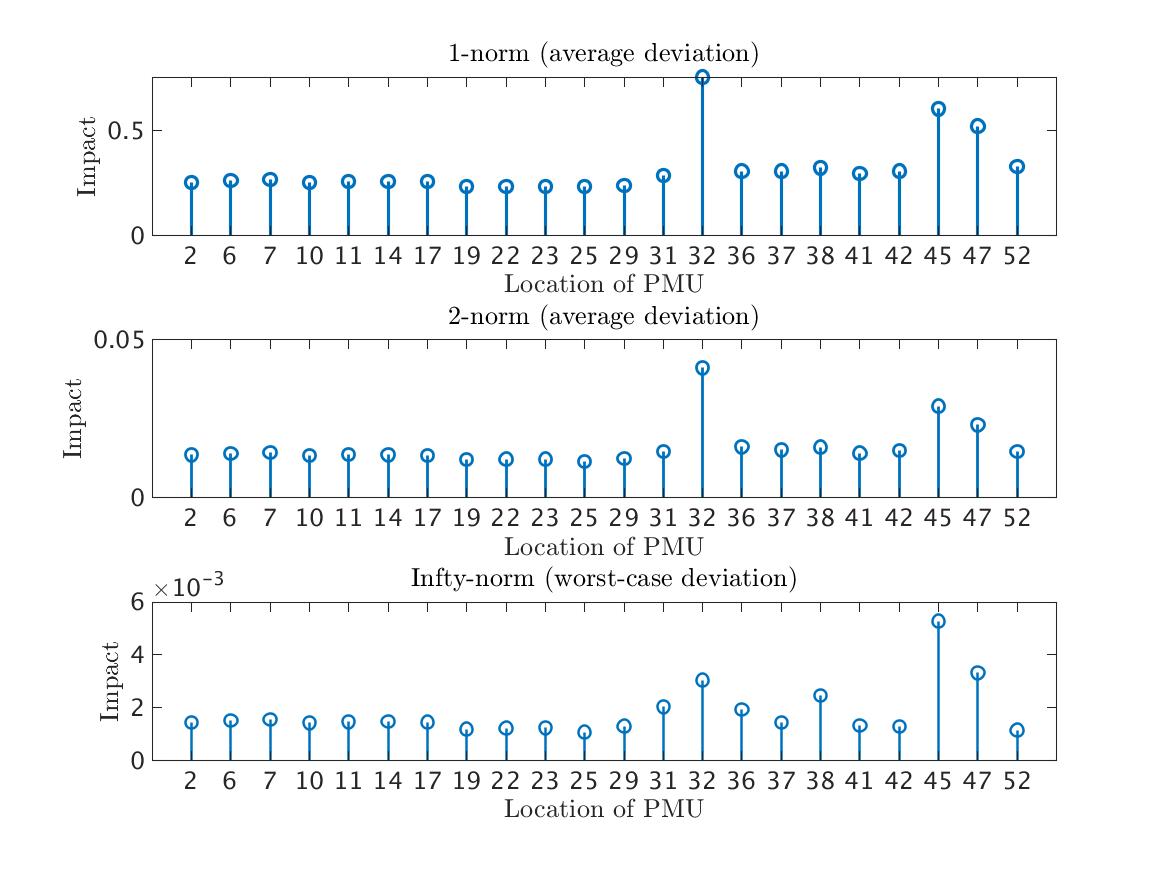 1-norm (average deviation)
Impact
0.5
0
2 6 7 10 11 14 17 19 22 23 25 29 31 32 36 37 38 41 42 45 47 52
Location of PMU
2-norm (average deviation)
Impact
0.05
0
2 6 7 10 11 14 17 19 22 23 25 29 31 32 36 37 38 41 42 45 47 52
Location of PMU
Infty-norm (worst-case deviation)
×10⁻³
Impact
6
4
2
0
2 6 7 10 11 14 17 19 22 23 25 29 31 32 36 37 38 41 42 45 47 52
Location of PMU